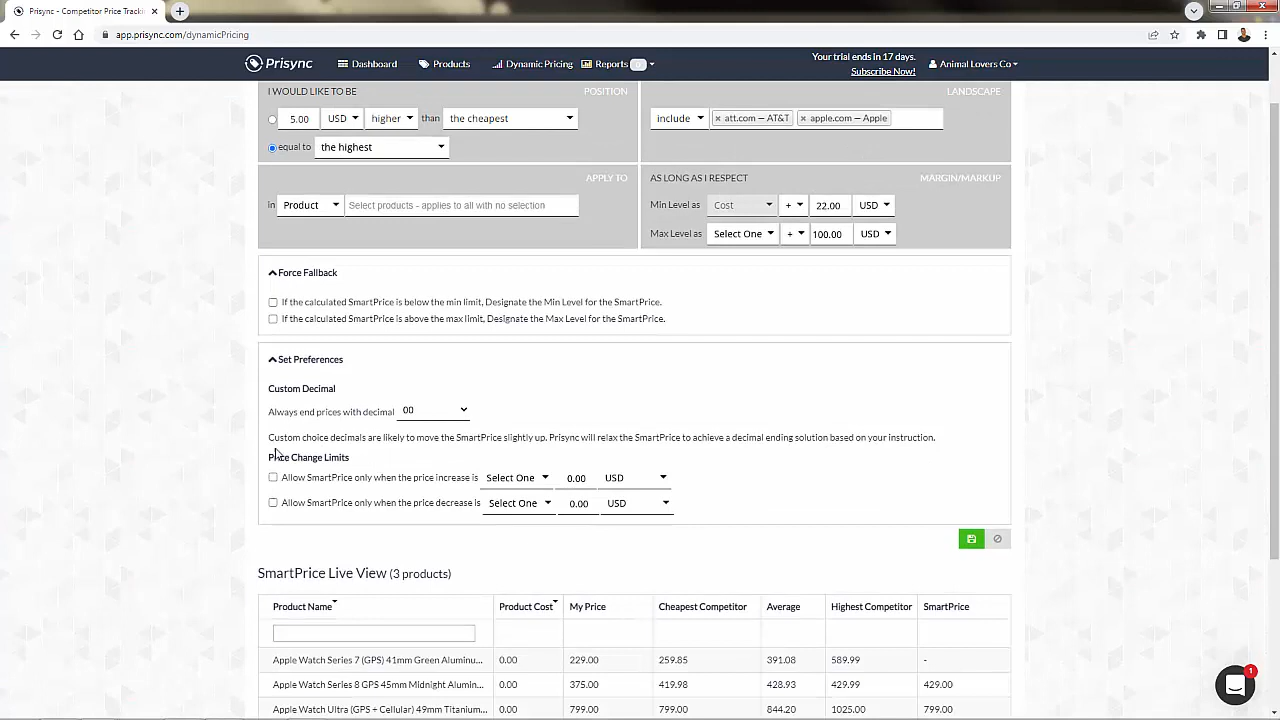 Prisync - Competitor Price Tracki
app.prisync.com/dynamicPricing
Prisync
Dashboard
Products
Dynamic Pricing
Reports
Your trial ends in 17 days.
Subscribe Now!
Animal Lovers Co
I WOULD LIKE TO BE
POSITION
5.00 USD higher than the cheapest
equal to the highest
LANDSCAPE
include × att.com — AT&T × apple.com — Apple
APPLY TO
in Product Select products - applies to all with no selection
AS LONG AS I RESPECT
MARGIN/MARKUP
Min Level as Cost + 22.00 USD
Max Level as Select One + 100.00 USD
Force Fallback
If the calculated SmartPrice is below the min limit, Designate the Min Level for the SmartPrice.
If the calculated SmartPrice is above the max limit, Designate the Max Level for the SmartPrice.
Set Preferences
Custom Decimal
Always end prices with decimal 00
Custom choice decimals are likely to move the SmartPrice slightly up. Prisync will relax the SmartPrice to achieve a decimal ending solution based on your instruction.
Price Change Limits
Allow SmartPrice only when the price increase is Select One 0.00 USD
Allow SmartPrice only when the price decrease is Select One 0.00 USD
SmartPrice Live View (3 products)
Product Name Product Cost My Price Cheapest Competitor Average Highest Competitor SmartPrice
Apple Watch Series 7 (GPS) 41mm Green Aluminu... 0.00 229.00 259.85 391.08 589.99 -
Apple Watch Series 8 GPS 45mm Midnight Alumin... 0.00 375.00 419.98 428.93 429.99 429.00
Apple Watch Ultra (GPS + Cellular) 49mm Titanium... 0.00 799.00 799.00 844.20 1025.00 799.00
1